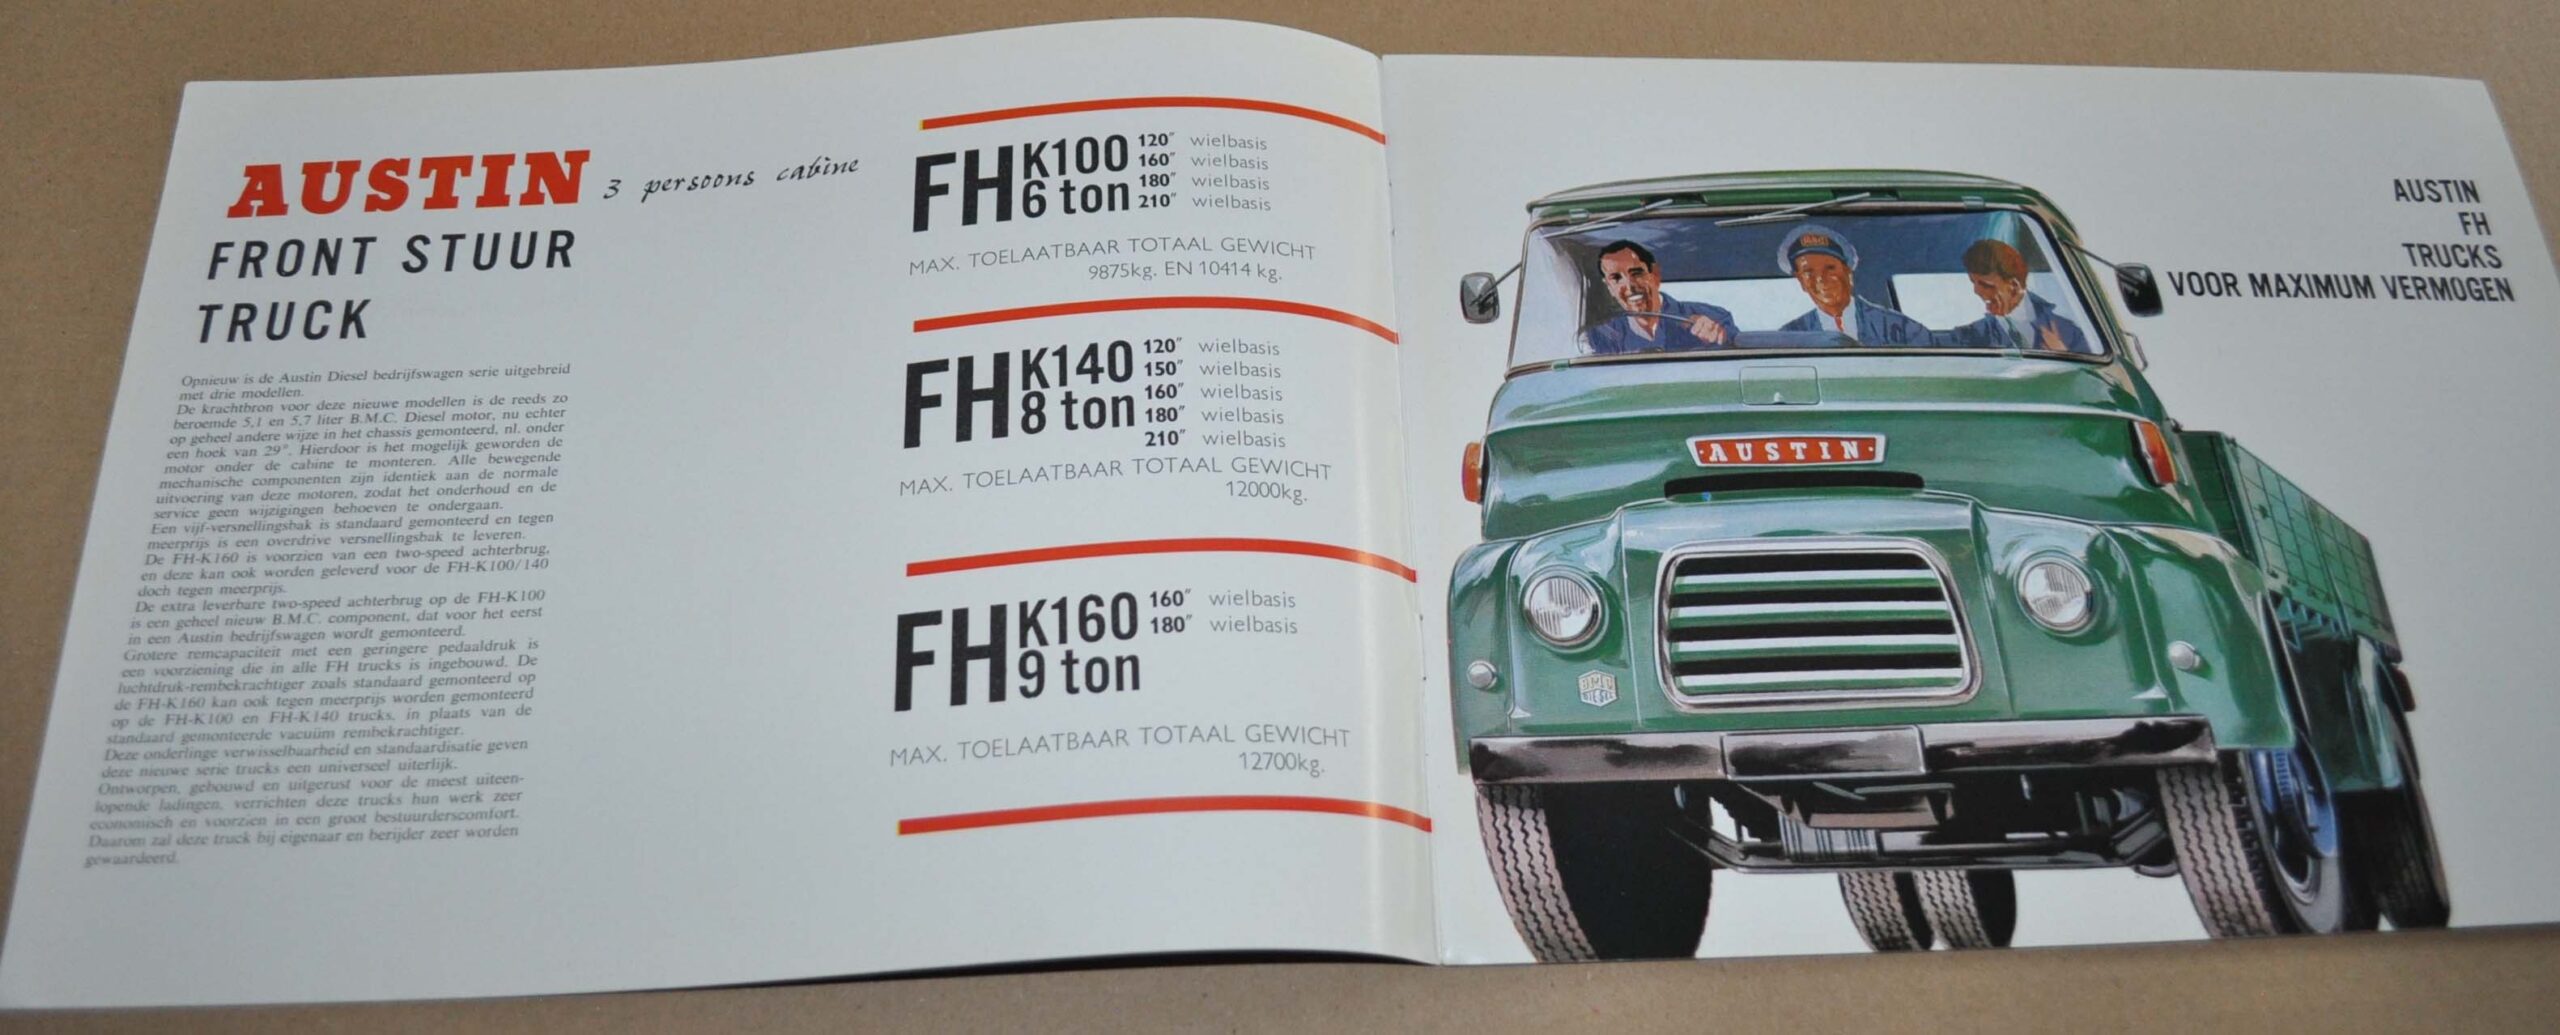 AUSTIN 3 persoons cabine
FRONT STUUR
TRUCK
Opnieuw is de Austin Diesel bedrijfswagen serie uitgebreid
met drie modellen.
De krachtbron voor deze nieuwe modellen is de reeds zo
beroemde 5,1 en 5,7 liter B.M.C. Diesel motor, nu echter
op geheel andere wijze in het chassis gemonteerd, nl. onder
een hoek van 29°. Hierdoor is het mogelijk geworden de
motor onder de cabine te monteren. Alle bewegende
mechanische componenten zijn identiek aan de normale
uitvoering van deze motoren, zodat het onderhoud en de
service geen wijzigingen behoeven te ondergaan.
Een vijf-versnellingsbak is standaard gemonteerd en tegen
meerprijs is een overdrive versnellingsbak te leveren.
De FH-K160 is voorzien van een two-speed achterbrug,
en deze kan ook worden geleverd voor de FH-K100/140
doch tegen meerprijs.
De extra leverbare two-speed achterbrug op de FH-K100
is een geheel nieuw B.M.C. component, dat voor het eerst
in een Austin bedrijfswagen wordt gemonteerd.
Grotere remcapaciteit met een geringere pedaaldruk is
een voorziening die in alle FH trucks is ingebouwd. De
luchtdruk-rembekrachtiger zoals standaard gemonteerd op
de FH-K160 kan ook tegen meerprijs worden gemonteerd
op de FH-K100 en FH-K140 trucks, in plaats van de
standaard gemonteerde vacuüm rembekrachtiger.
Deze onderlinge verwisselbaarheid en standaardisatie geven
deze nieuwe serie trucks een universeel uiterlijk.
Ontworpen, gebouwd en uitgerust voor de meest uiteen-
lopende ladingen, verrichten deze trucks hun werk zeer
economisch en voorzien in een groot bestuurderscomfort.
Daarom zal deze truck bij eigenaar en berijder zeer worden
gewaardeerd.
FH K100 6 ton
120″ wielbasis
160″ wielbasis
180″ wielbasis
210″ wielbasis
MAX. TOELAATBAAR TOTAAL GEWICHT
9875kg. EN 10414 kg.
FH K140 8 ton
120″ wielbasis
150″ wielbasis
160″ wielbasis
180″ wielbasis
210″ wielbasis
MAX. TOELAATBAAR TOTAAL GEWICHT
12000kg.
FH K160 9 ton
160″ wielbasis
180″ wielbasis
MAX. TOELAATBAAR TOTAAL GEWICHT
12700kg.
AUSTIN
FH
TRUCKS
VOOR MAXIMUM VERMOGEN
AUSTIN
BMC
DIESEL